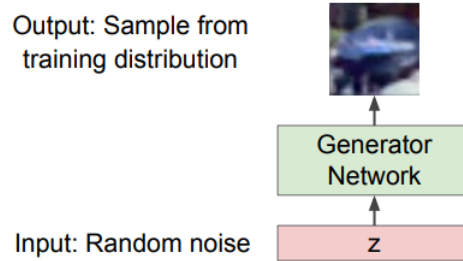 Output: Sample from
training distribution
Generator
Network
Input: Random noise
z